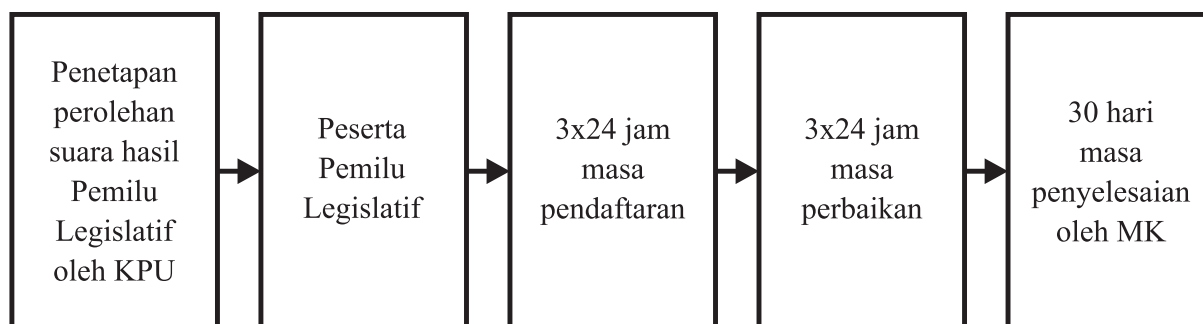 Penetapan
perolehan
suara hasil
Pemilu
Legislatif
oleh KPU
Peserta
Pemilu
Legislatif
3x24 jam
masa
pendaftaran
3x24 jam
masa
perbaikan
30 hari
masa
penyelesaian
oleh MK